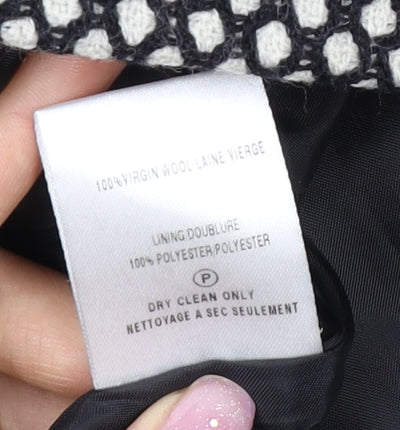 100%VIRGIN WOOL LAINE VIERGE
LINING/DOUBLURE
100% POLYESTER/POLYESTER
P
DRY CLEAN ONLY
NETTOYAGE A SEC SEULEMENT